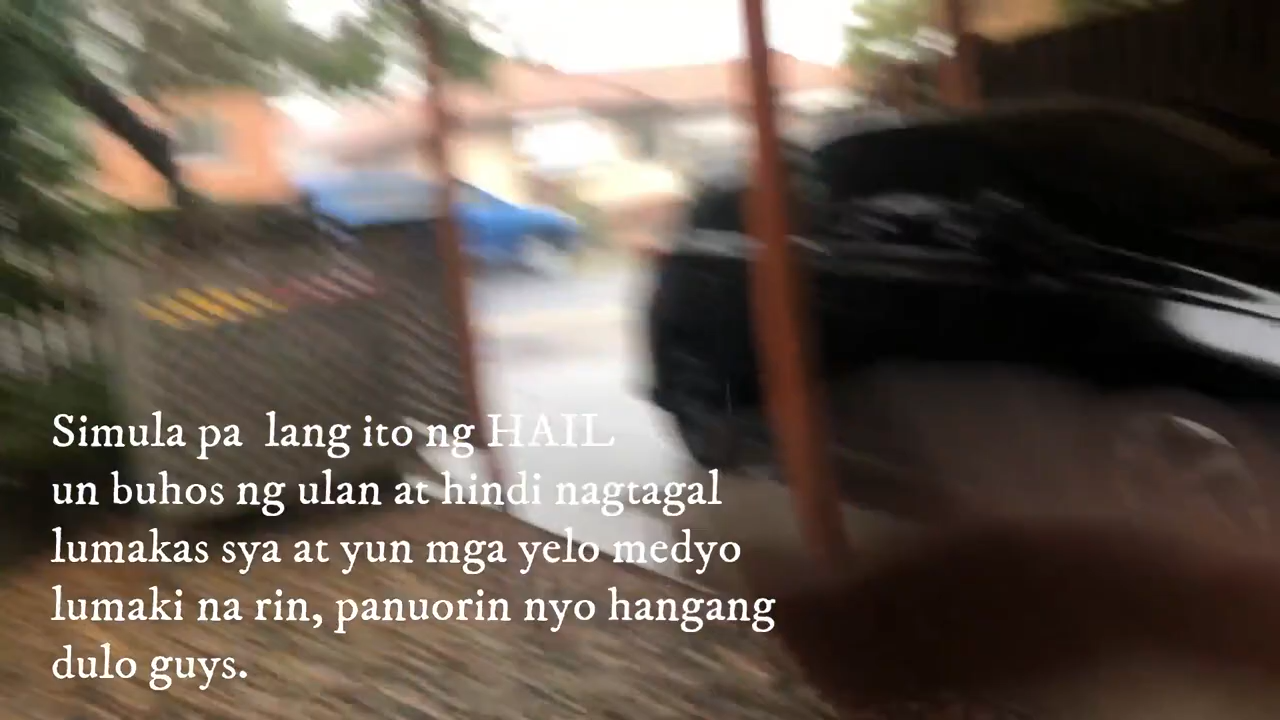 Simula pa lang ito ng HAIL
un buhos ng ulan at hindi nagtagal
lumakas sya at yun mga yelo medyo
lumaki na rin, panuorin nyo hangang
dulo guys.